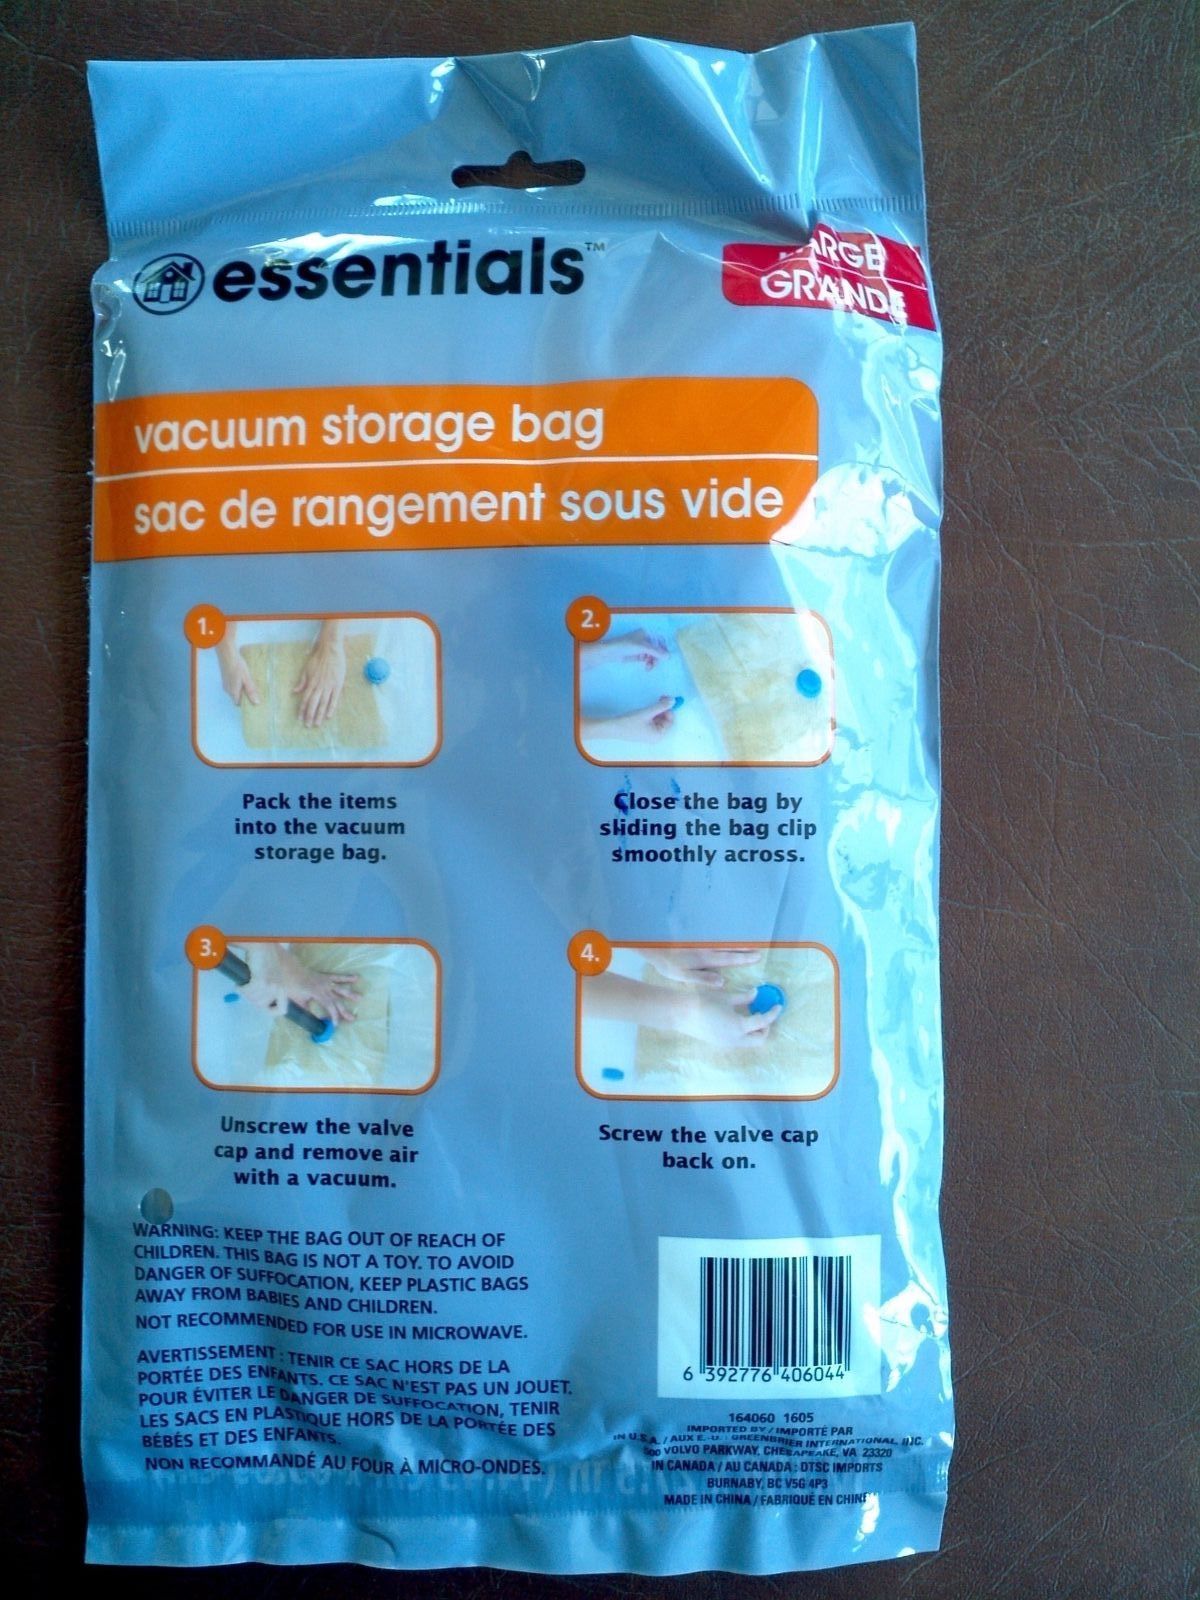 essentials™
LARGE
GRANDE
vacuum storage bag
sac de rangement sous vide
1.
Pack the items
into the vacuum
storage bag.
2.
Close the bag by
sliding the bag clip
smoothly across.
3.
Unscrew the valve
cap and remove air
with a vacuum.
4.
Screw the valve cap
back on.
WARNING: KEEP THE BAG OUT OF REACH OF
CHILDREN. THIS BAG IS NOT A TOY. TO AVOID
DANGER OF SUFFOCATION, KEEP PLASTIC BAGS
AWAY FROM BABIES AND CHILDREN.
NOT RECOMMENDED FOR USE IN MICROWAVE.
AVERTISSEMENT : TENIR CE SAC HORS DE LA
PORTÉE DES ENFANTS. CE SAC N'EST PAS UN JOUET.
POUR ÉVITER LE DANGER DE SUFFOCATION, TENIR
LES SACS EN PLASTIQUE HORS DE LA PORTÉE DES
BÉBÉS ET DES ENFANTS.
NON RECOMMANDÉ AU FOUR À MICRO-ONDES.
6 392776 406044
164060 1605
IMPORTED BY / IMPORTÉ PAR
IN U.S.A. / AUX É.-U. : GREENBRIER INTERNATIONAL, INC.
500 VOLVO PARKWAY, CHESAPEAKE, VA 23320
IN CANADA / AU CANADA : DTSC IMPORTS
BURNABY, BC V5G 4P3
MADE IN CHINA / FABRIQUÉ EN CHINE